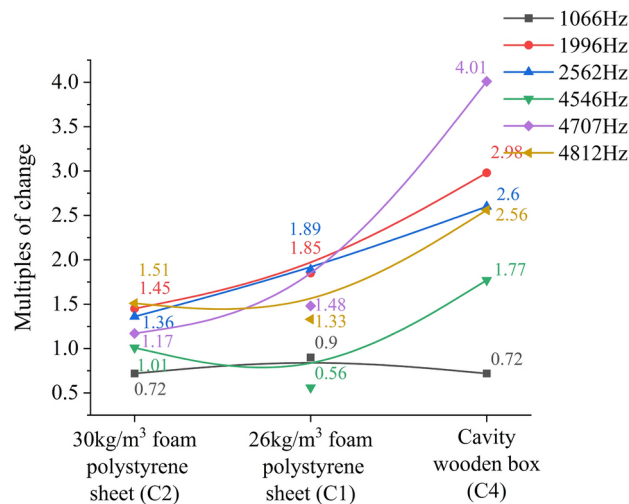 1066Hz
1996Hz
2562Hz
4546Hz
4707Hz
4812Hz
Multiples of change
4.0
3.5
3.0
2.5
2.0
1.5
1.0
0.5
4.01
2.98
2.6
2.56
1.77
0.72
1.89
1.85
1.48
1.33
0.9
0.56
1.51
1.45
1.36
1.17
1.01
0.72
30kg/m³ foam
polystyrene
sheet (C2)
26kg/m³ foam
polystyrene
sheet (C1)
Cavity
wooden box
(C4)